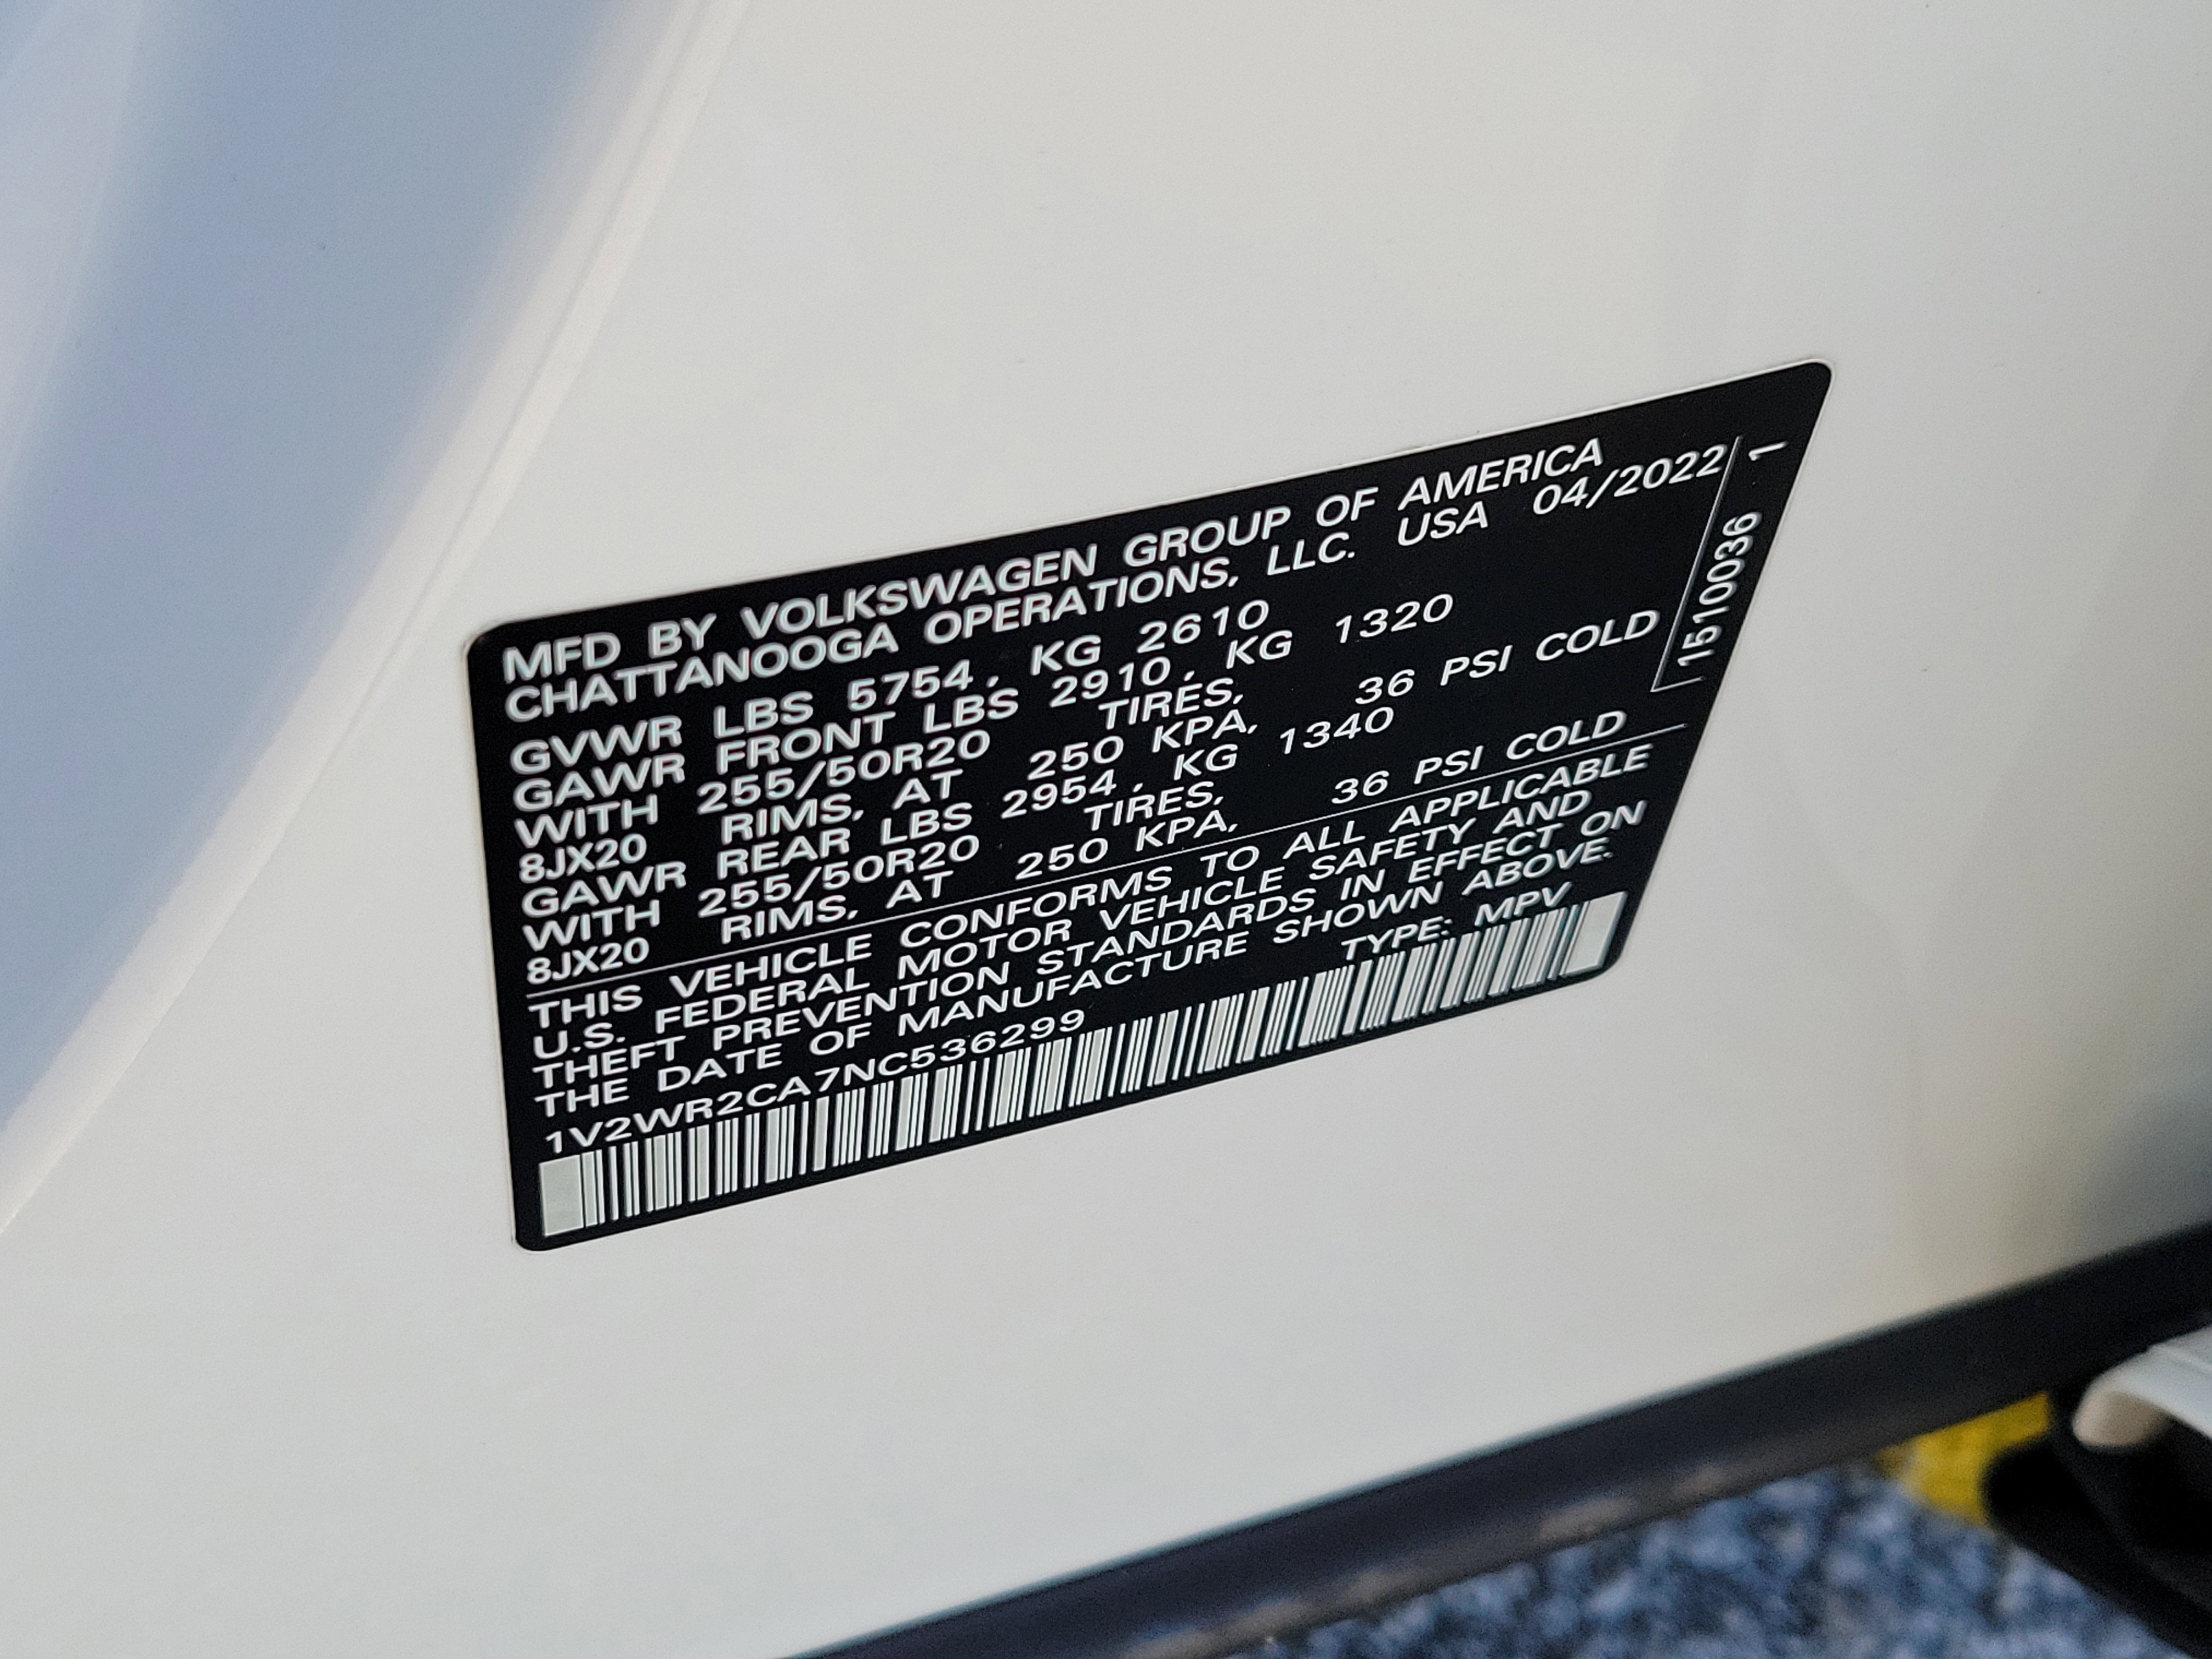 MFD BY VOLKSWAGEN GROUP OF AMERICA
CHATTANOOGA OPERATIONS, LLC. USA 04/2022
GVWR LBS 5754, KG 2610
GAWR FRONT LBS 2910, KG 1320
WITH 255/50R20 TIRES,
8JX20 RIMS, AT 250 KPA, 36 PSI COLD
GAWR REAR LBS 2954, KG 1340
WITH 255/50R20 TIRES,
8JX20 RIMS, AT 250 KPA, 36 PSI COLD
THIS VEHICLE CONFORMS TO ALL APPLICABLE
U.S. FEDERAL MOTOR VEHICLE SAFETY AND
THEFT PREVENTION STANDARDS IN EFFECT ON
THE DATE OF MANUFACTURE SHOWN ABOVE.
1V2WR2CA7NC536299 TYPE: MPV
1510036 1